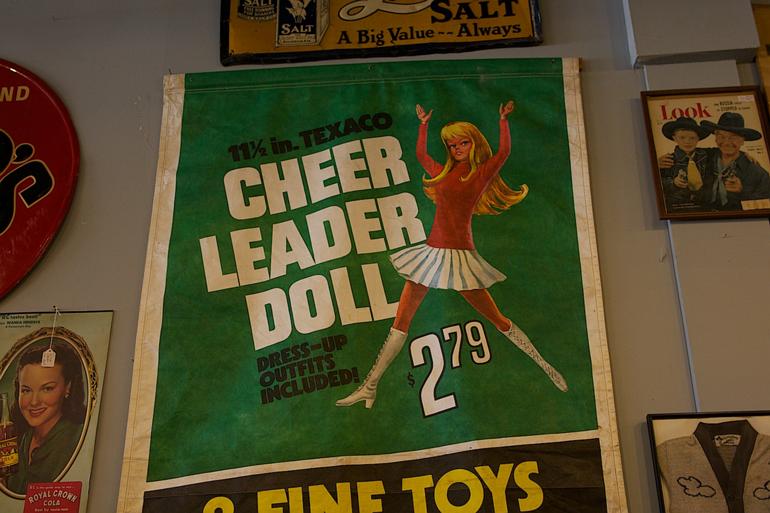 SALT
SALT
SALT
A Big Value -- Always
ND
11½ in. TEXACO
CHEER
LEADER
DOLL
DRESS-UP
OUTFITS
INCLUDED!
$2.79
FINE TOYS
Look
ROYAL CROWN
COLA